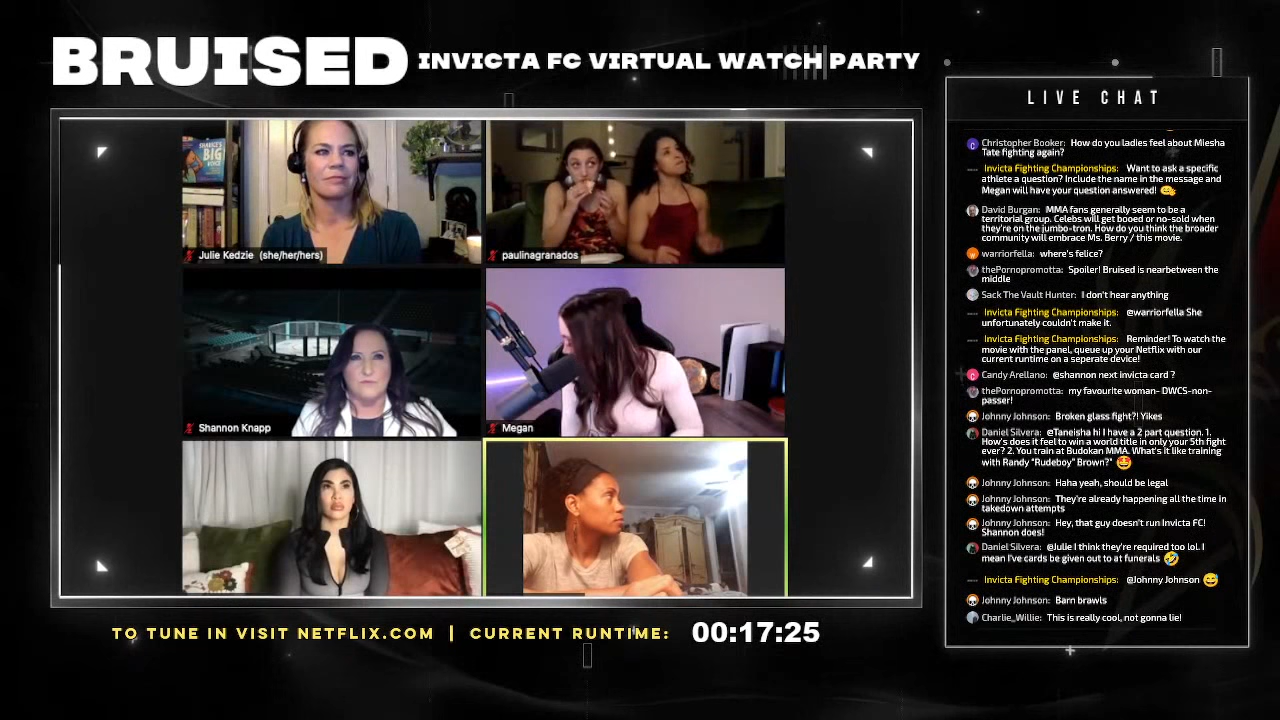 BRUISED INVICTA FC VIRTUAL WATCH PARTY
LIVE CHAT
Julie Kedzie (she/her/hers)
paulinagranados
Shannon Knapp
Megan
Christopher Booker: How do you ladies feel about Miesha
Tate fighting again?
Invicta Fighting Championships: Want to ask a specific
athlete a question? Include the name in the message and
Megan will have your question answered!
David Burgan: MMA fans generally seem to be a
territorial group. Celebs will get booed or no-sold when
they're on the jumbo-tron. How do you think the broader
community will embrace Ms. Berry / this movie.
warriorfella: where's felice?
thePornopromotta: Spoiler! Bruised is nearbetween the
middle
Sack The Vault Hunter: I don't hear anything
Invicta Fighting Championships: @warriorfella She
unfortunately couldn't make it.
Invicta Fighting Championships: Reminder! To watch the
movie with the panel, queue up your Netflix with our
current runtime on a seperate device!
Candy Arellano: @shannon next invicta card ?
thePornopromotta: my favourite woman- DWCS-non-
passer!
Johnny Johnson: Broken glass fight?! Yikes
Daniel Silvera: @Taneisha hi I have a 2 part question. 1.
How's does it feel to win a world title in only your 5th fight
ever? 2. You train at Budokan MMA. What's it like training
with Randy "Rudeboy" Brown?"
Johnny Johnson: Haha yeah, should be legal
Johnny Johnson: They're already happening all the time in
takedown attempts
Johnny Johnson: Hey, that guy doesn't run Invicta FC!
Shannon does!
Daniel Silvera: @Julie I think they're required too lol. I
mean I've cards be given out to at funerals
Invicta Fighting Championships: @Johnny Johnson
Johnny Johnson: Barn brawls
Charlie_Willie: This is really cool, not gonna lie!
TO TUNE IN VISIT NETFLIX.COM | CURRENT RUNTIME: 00:17:25